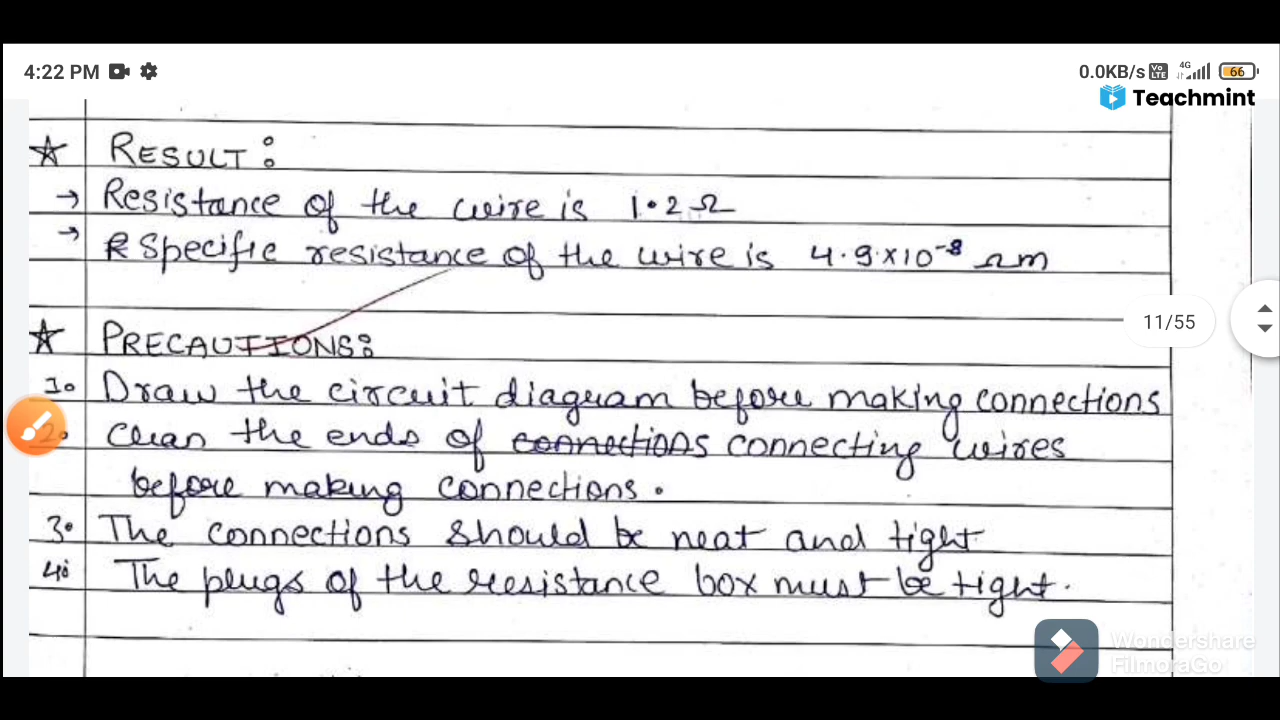 4:22 PM
0.0KB/s Vo LTE 4G 66
Teachmint
☆ RESULT:
→ Resistance of the wire is 1.2 Ω
→ Specific resistance of the wire is 4.9×10⁻⁸ Ωm
11/55
☆ PRECAUTIONS:
1. Draw the circuit diagram before making connections
2. Clean the ends of connections connecting wires
before making connections.
3. The connections should be neat and tight
4. The plugs of the resistance box must be tight.
Wondershare
FilmoraGo